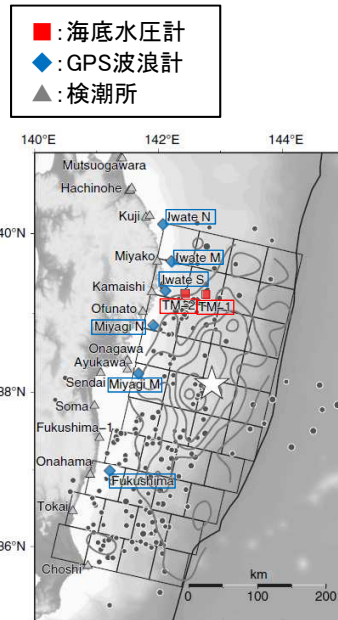 ■:海底水圧計
◆:GPS波浪計
▲:検潮所
140°E
142°E
144°E
Mutsuogawara
Hachinohe
Kuji
Iwate N
40°N
Miyako
Iwate M
Iwate S
Kamaishi
TM-2
TM-1
Ofunato
Miyagi N
Onagawa
Ayukawa
Sendai
Miyagi M
38°N
Soma
Fukushima-1
Onahama
Fukushima
Tokai
36°N
Choshi
km
0 100 200